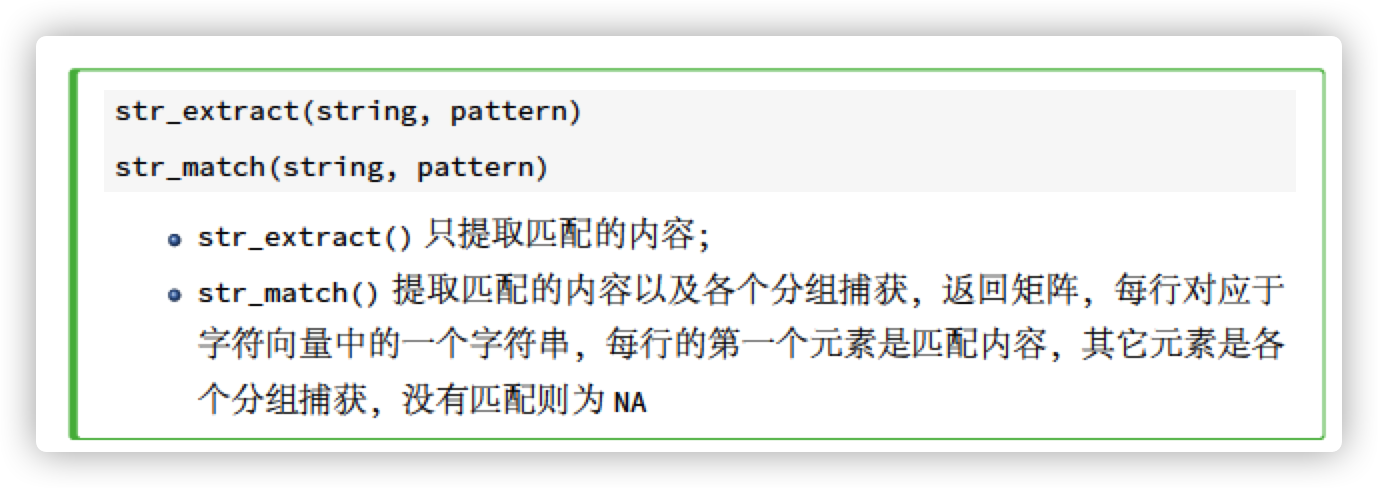 str_extract(string, pattern)
str_match(string, pattern)
str_extract() 只提取匹配的内容；
str_match() 提取匹配的内容以及各个分组捕获，返回矩阵，每行对应于
字符向量中的一个字符串，每行的第一个元素是匹配内容，其它元素是各
个分组捕获，没有匹配则为 NA